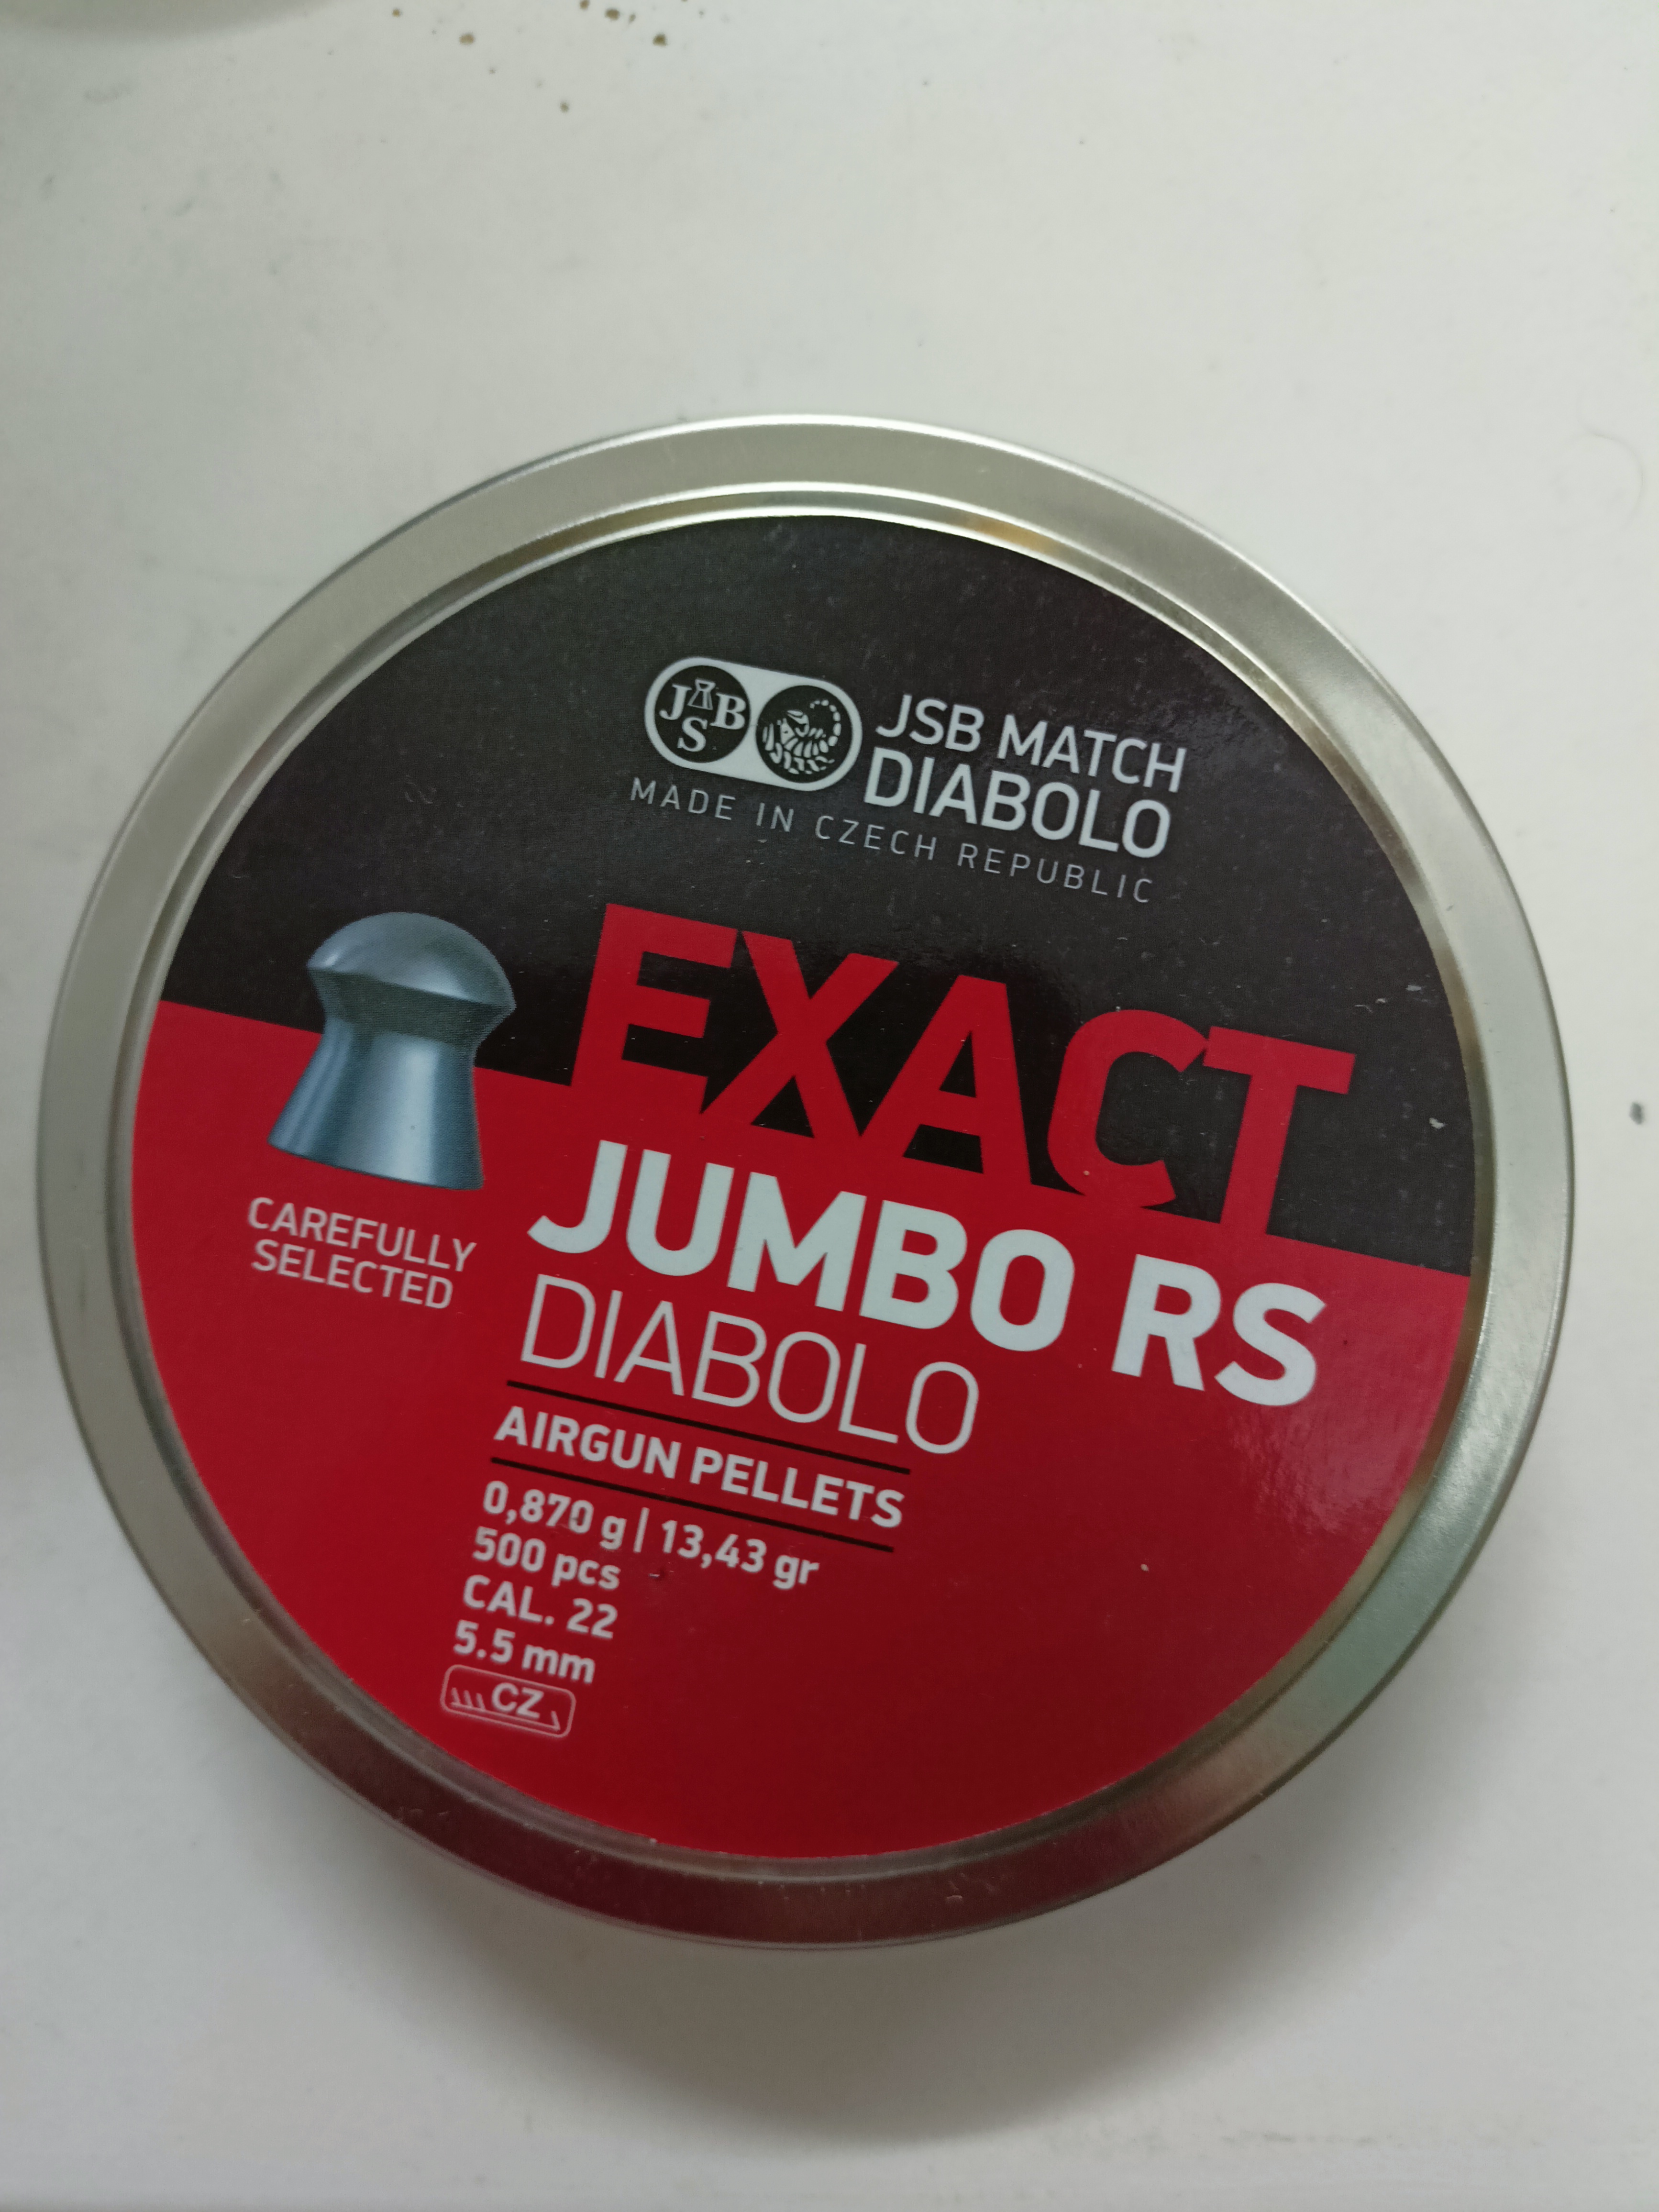 JSB
JSB MATCH
DIABOLO
MADE IN CZECH REPUBLIC
EXACT
JUMBO RS
DIABOLO
CAREFULLY
SELECTED
AIRGUN PELLETS
0,870 g | 13,43 gr
500 pcs
CAL. 22
5.5 mm
CZ